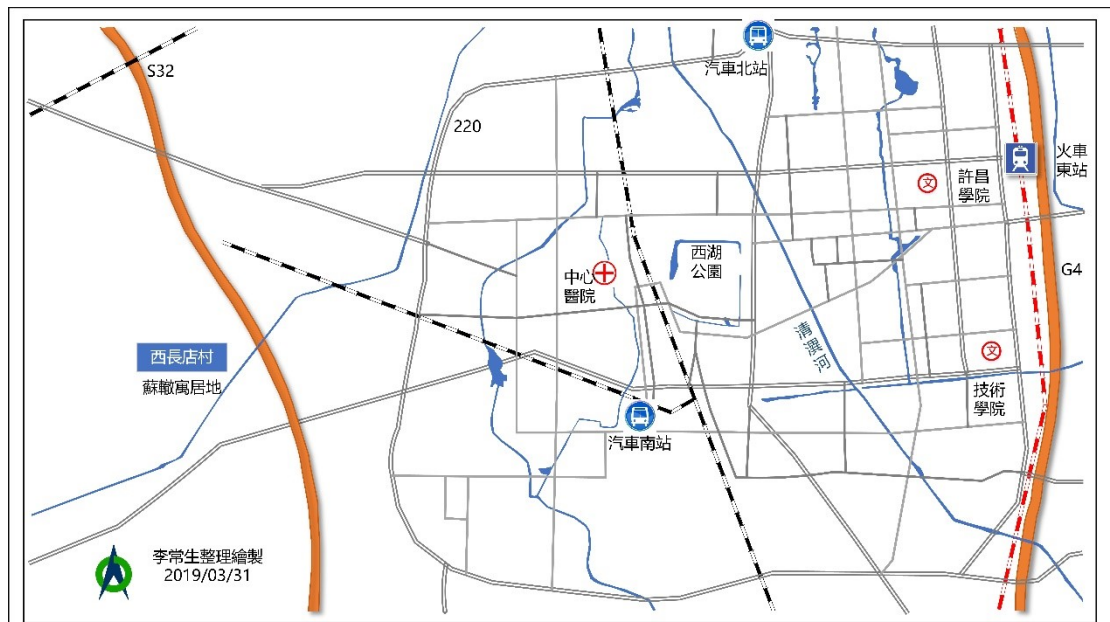 S32
220
汽車北站
火車
東站
許昌
學院
文
G4
西湖
公園
中心
醫院
清潩河
西長店村
蘇轍寓居地
文
技術
學院
汽車南站
李常生整理繪製
2019/03/31